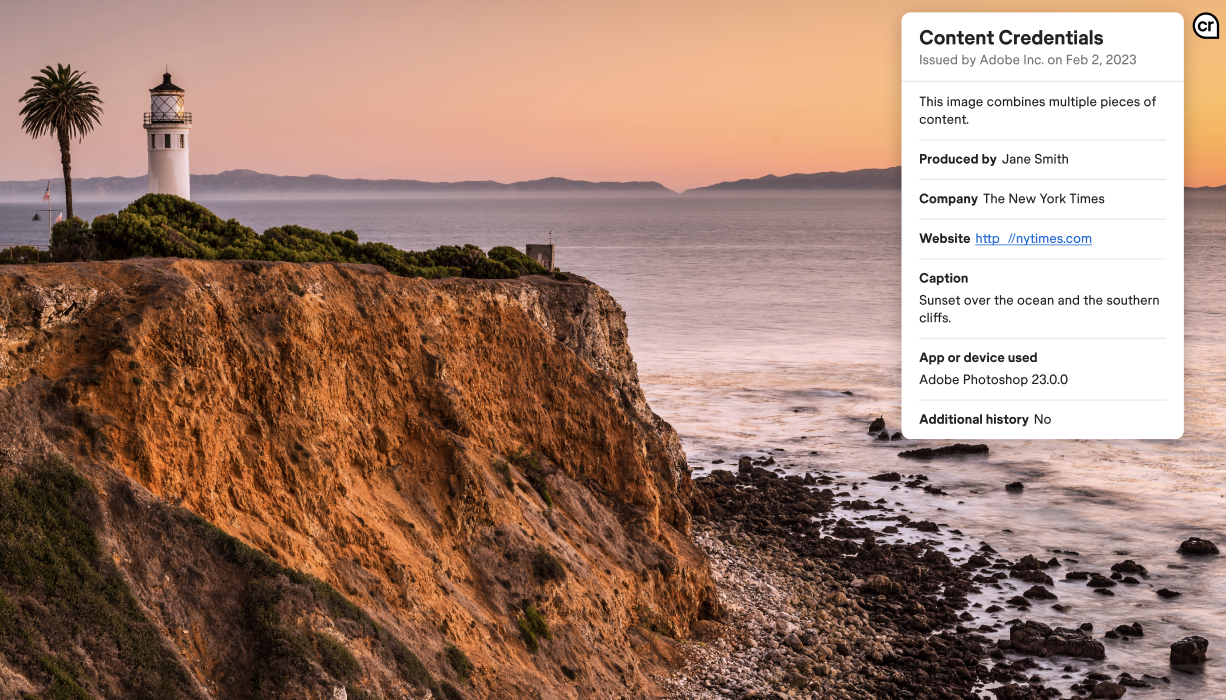 cr
Content Credentials
Issued by Adobe Inc. on Feb 2, 2023
This image combines multiple pieces of
content.
Produced by Jane Smith
Company The New York Times
Website http //nytimes.com
Caption
Sunset over the ocean and the southern
cliffs.
App or device used
Adobe Photoshop 23.0.0
Additional history No